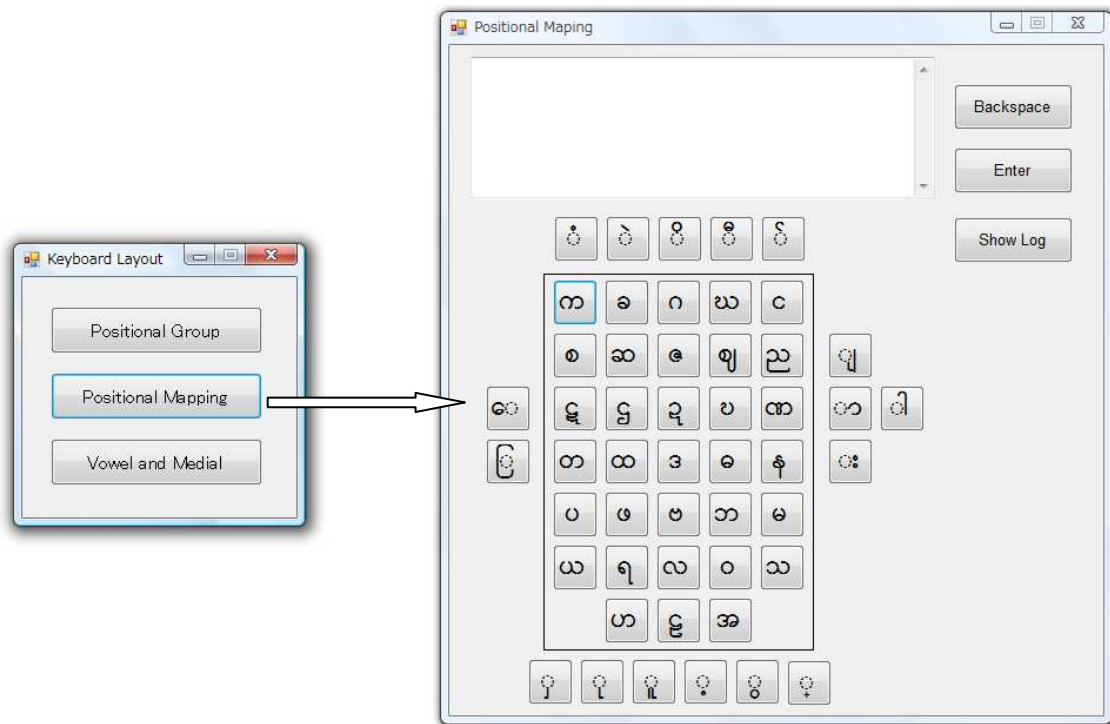 Positional Maping
Backspace
Enter
Show Log
ံ ဲ ိ ီ ်
က ခ ဂ ဃ င
စ ဆ ဇ ဈ ည ျ
ေ ဋ ဌ ဍ ဎ ဏ ာ ါ
ြ တ ထ ဒ ဓ န း
ပ ဖ ဗ ဘ မ
ယ ရ လ ဝ သ
ဟ ဠ အ
ှ ု ူ ့ ွ ္
Keyboard Layout
Positional Group
Positional Mapping
Vowel and Medial